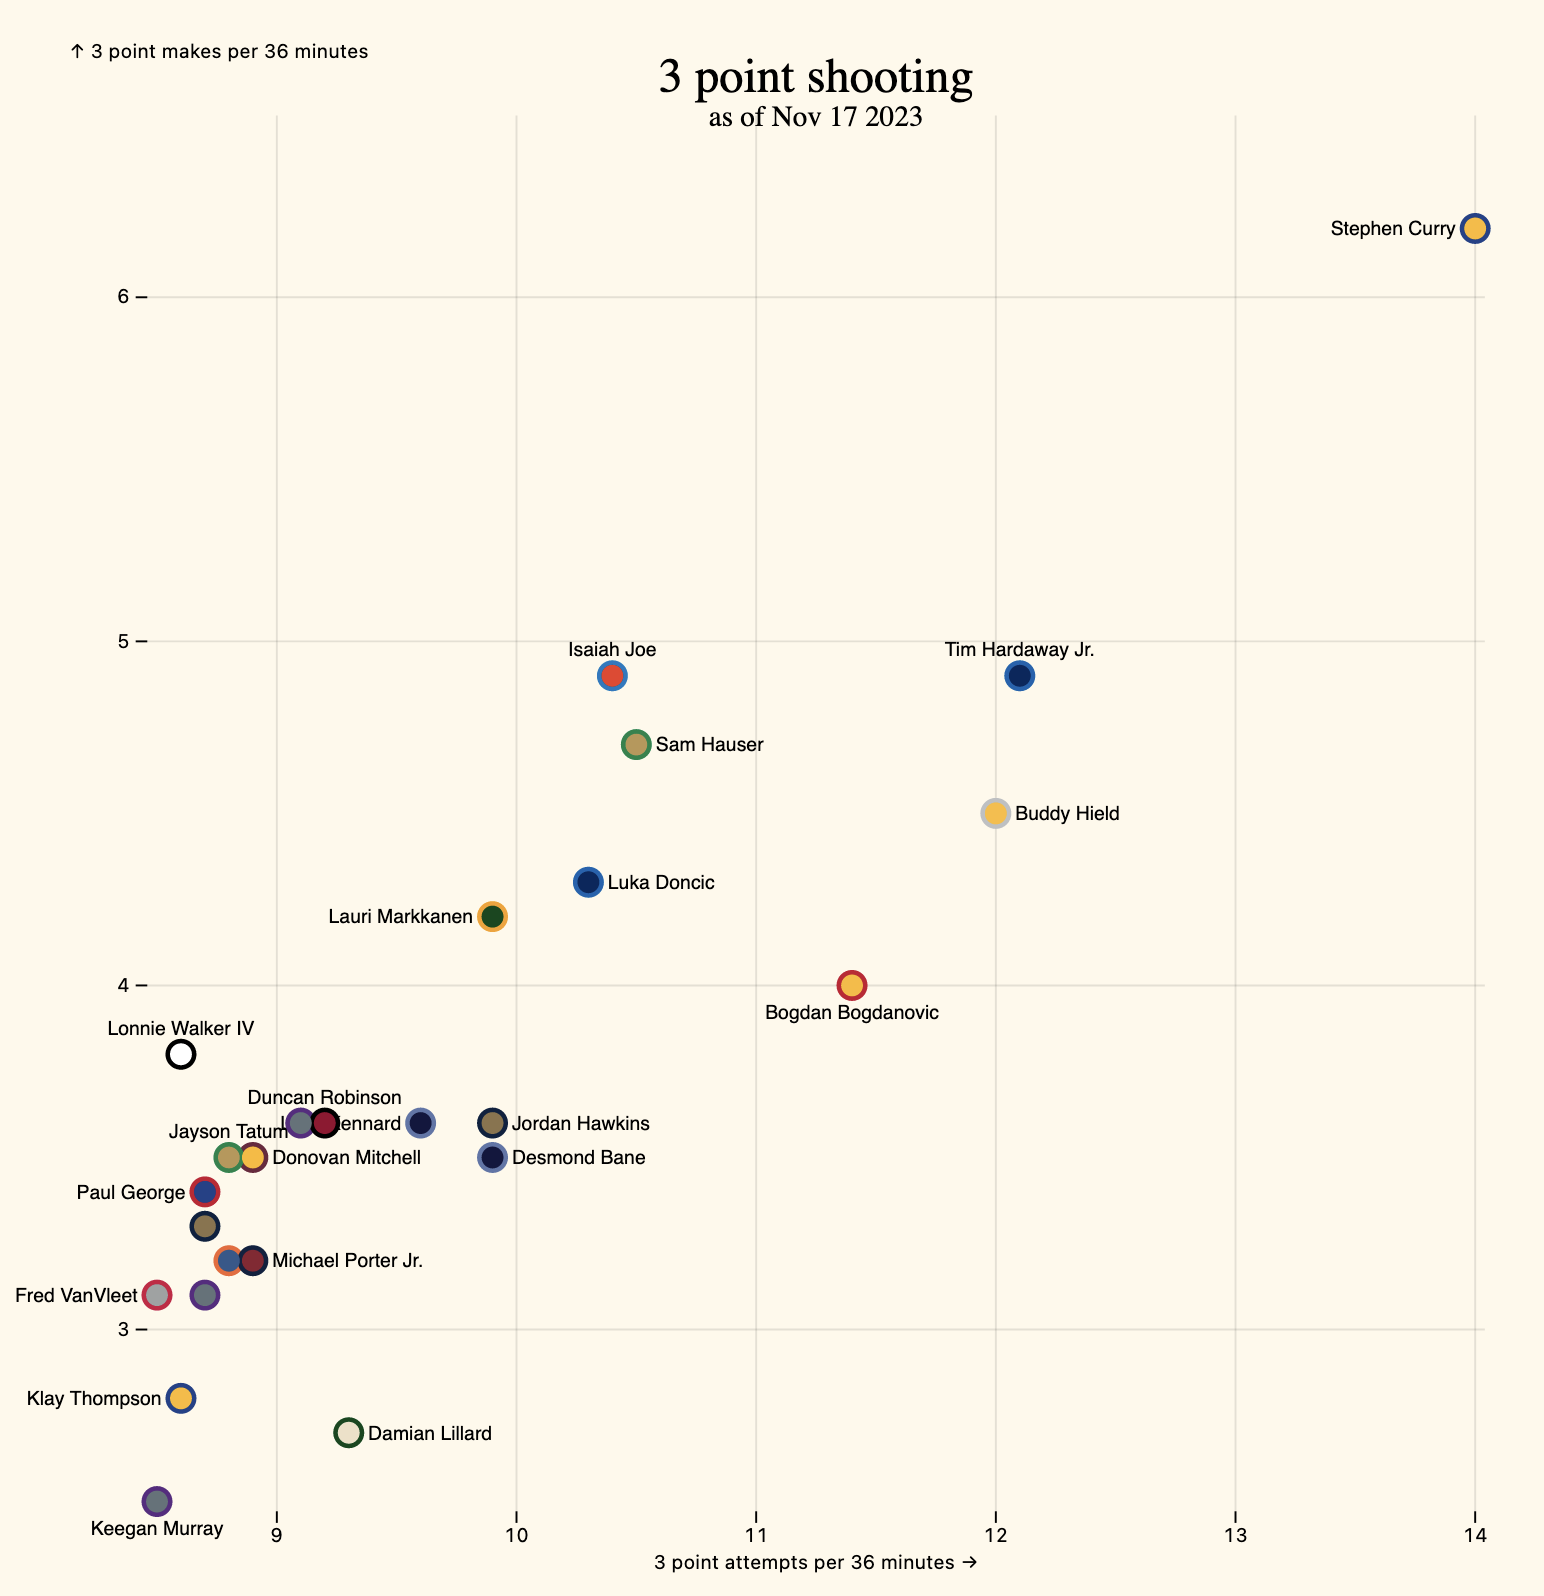 ↑ 3 point makes per 36 minutes
3 point shooting
as of Nov 17 2023
Stephen Curry
6
5
Isaiah Joe
Tim Hardaway Jr.
Sam Hauser
Buddy Hield
Luka Doncic
Lauri Markkanen
4
Bogdan Bogdanovic
Lonnie Walker IV
Duncan Robinson
Jordan Hawkins
Jayson Tatum
Donovan Mitchell
Desmond Bane
Paul George
Michael Porter Jr.
Fred VanVleet
3
Klay Thompson
Damian Lillard
Keegan Murray
9 10 11 12 13 14
3 point attempts per 36 minutes →